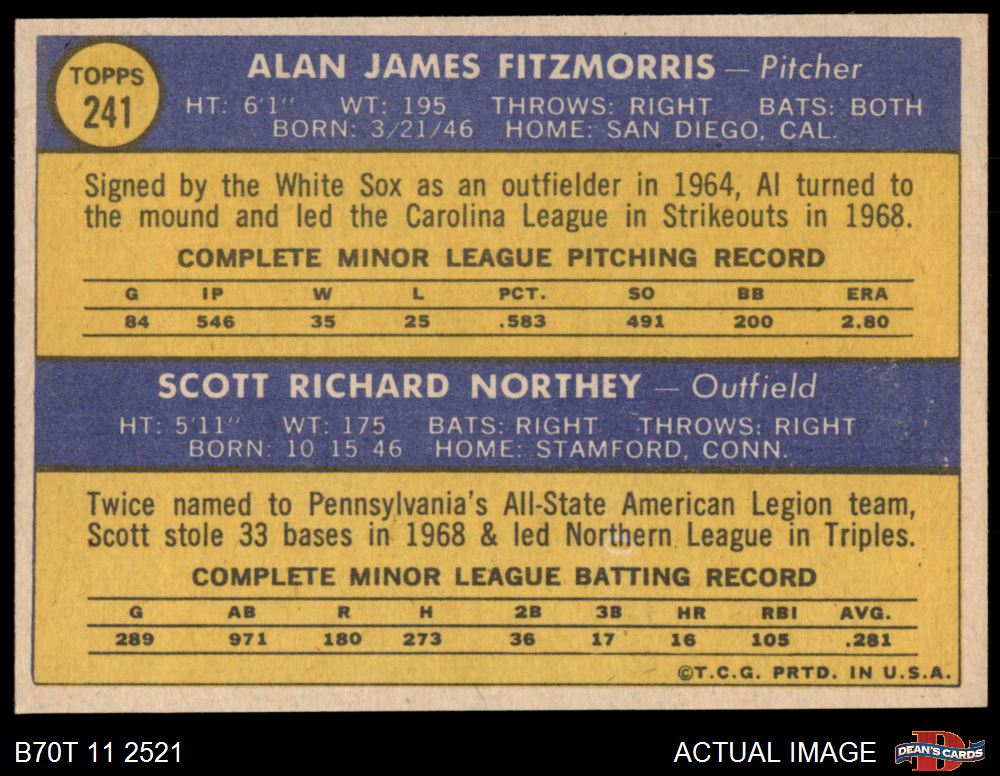 TOPPS
241
ALAN JAMES FITZMORRIS — Pitcher
HT: 6'1" WT: 195 THROWS: RIGHT BATS: BOTH
BORN: 3/21/46 HOME: SAN DIEGO, CAL.
Signed by the White Sox as an outfielder in 1964, Al turned to
the mound and led the Carolina League in Strikeouts in 1968.
COMPLETE MINOR LEAGUE PITCHING RECORD
G IP W L PCT. SO BB ERA
84 546 35 25 .583 491 200 2.80
SCOTT RICHARD NORTHEY — Outfield
HT: 5'11" WT: 175 BATS: RIGHT THROWS: RIGHT
BORN: 10 15 46 HOME: STAMFORD, CONN.
Twice named to Pennsylvania's All-State American Legion team,
Scott stole 33 bases in 1968 & led Northern League in Triples.
COMPLETE MINOR LEAGUE BATTING RECORD
G AB R H 2B 3B HR RBI AVG.
289 971 180 273 36 17 16 105 .281
©T.C.G. PRTD. IN U.S.A.
B70T 11 2521 ACTUAL IMAGE DEAN'S CARDS